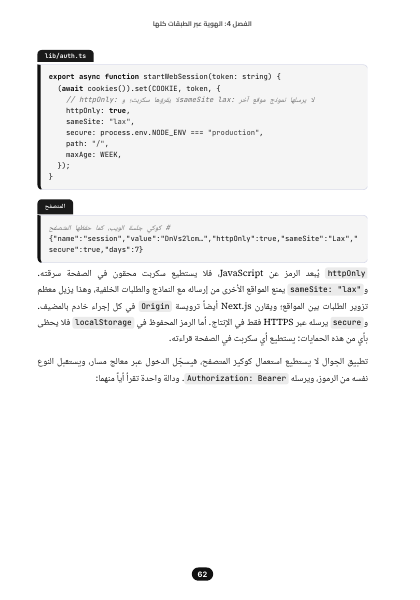 الفصل 4: الهوية عبر الطبقات كلها
lib/auth.ts
export async function startWebSession(token: string) {
(await cookies()).set(COOKIE, token, {
// httpOnly: لا يقرؤها سكربت، و sameSite lax: لا يرسلها نموذج موقع آخر
httpOnly: true,
sameSite: "lax",
secure: process.env.NODE_ENV === "production",
path: "/",
maxAge: WEEK,
});
}
المتصفح
# كوكي جلسة الويب، كما حفظها المتصفح
{"name":"session","value":"DnVs2lcm…","httpOnly":true,"sameSite":"Lax","
secure":true,"days":7}
httpOnly يُبعد الرمز عن JavaScript، فلا يستطيع سكربت محقون في الصفحة سرقته.
و sameSite: "lax" يمنع المواقع الأخرى من إرساله مع النماذج والطلبات الخلفية، وهذا يزيل معظم
تزوير الطلبات بين المواقع؛ ويقارن Next.js أيضاً ترويسة Origin في كل إجراء خادم بالمضيف.
و secure يرسله عبر HTTPS فقط في الإنتاج. أما الرمز المحفوظ في localStorage فلا يحظى
بأي من هذه الحمايات: يستطيع أي سكربت في الصفحة قراءته.
تطبيق الجوال لا يستطيع استعمال كوكيز المتصفح، فيسجّل الدخول عبر معالج مسار، ويستقبل النوع
نفسه من الرموز، ويرسله Authorization: Bearer. ودالة واحدة تقرأ أياً منهما:
62